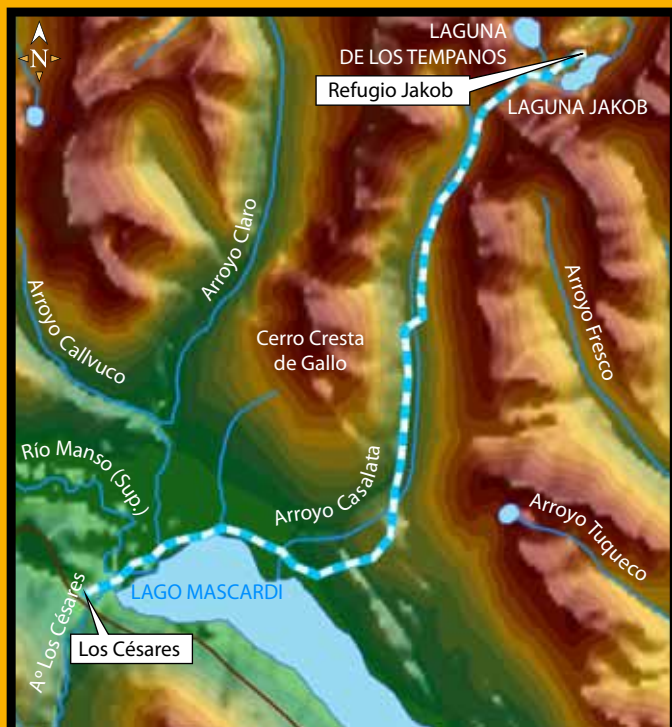 LAGUNA
DE LOS TEMPANOS
N
Refugio Jakob
LAGUNA JAKOB
Arroyo Claro
Arroyo Callvuco
Arroyo Fresco
Cerro Cresta
de Gallo
Río Manso (Sup.)
Arroyo Casalata
Arroyo Tuqueco
LAGO MASCARDI
Aº Los Césares
Los Césares